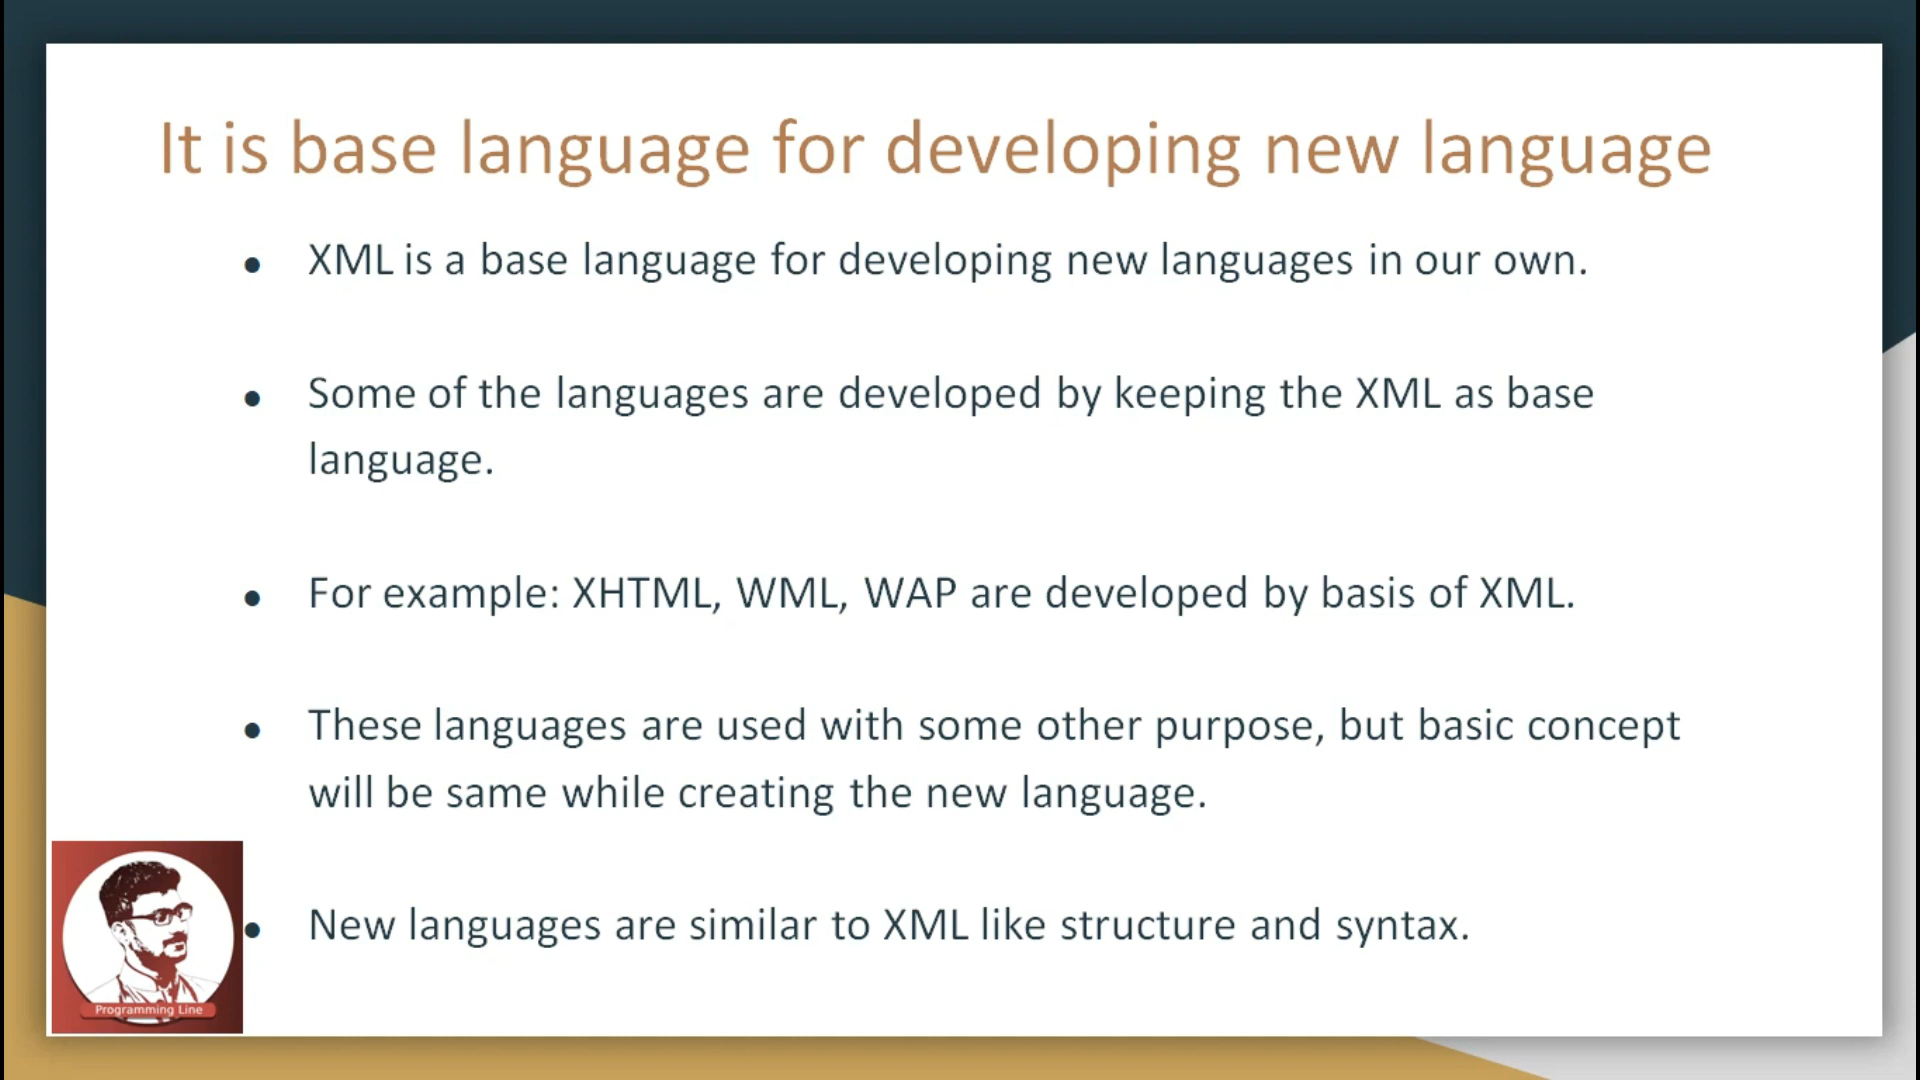 It is base language for developing new language
• XML is a base language for developing new languages in our own.
• Some of the languages are developed by keeping the XML as base
language.
• For example: XHTML, WML, WAP are developed by basis of XML.
• These languages are used with some other purpose, but basic concept
will be same while creating the new language.
• New languages are similar to XML like structure and syntax.
Programming Line